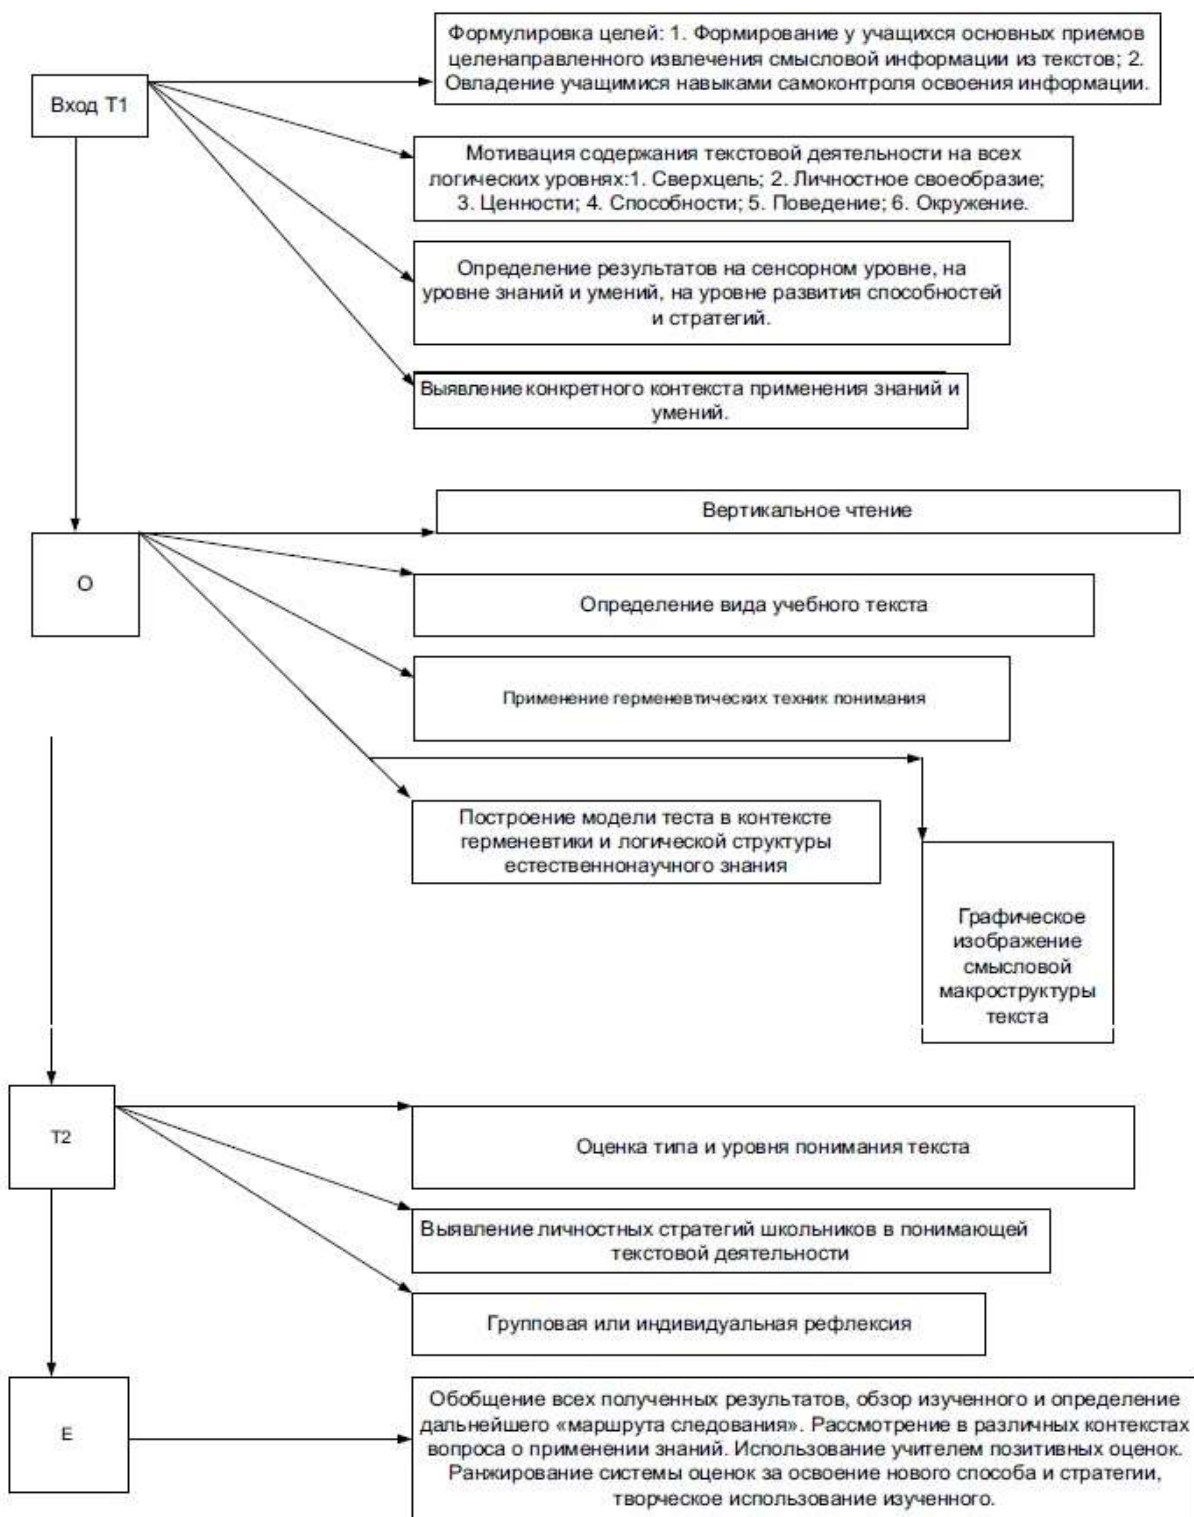 Вход Т1
Формулировка целей: 1. Формирование у учащихся основных приемов
целенаправленного извлечения смысловой информации из текстов; 2.
Овладение учащимися навыками самоконтроля освоения информации.
Мотивация содержания текстовой деятельности на всех
логических уровнях:1. Сверхцель; 2. Личностное своеобразие;
3. Ценности; 4. Способности; 5. Поведение; 6. Окружение.
Определение результатов на сенсорном уровне, на
уровне знаний и умений, на уровне развития способностей
и стратегий.
Выявление конкретного контекста применения знаний и
умений.
О
Вертикальное чтение
Определение вида учебного текста
Применение герменевтических техник понимания
Построение модели теста в контексте
герменевтики и логической структуры
естественнонаучного знания
Графическое
изображение
смысловой
макроструктуры
текста
Т2
Оценка типа и уровня понимания текста
Выявление личностных стратегий школьников в понимающей
текстовой деятельности
Групповая или индивидуальная рефлексия
Е
Обобщение всех полученных результатов, обзор изученного и определение
дальнейшего «маршрута следования». Рассмотрение в различных контекстах
вопроса о применении знаний. Использование учителем позитивных оценок.
Ранжирование системы оценок за освоение нового способа и стратегии,
творческое использование изученного.